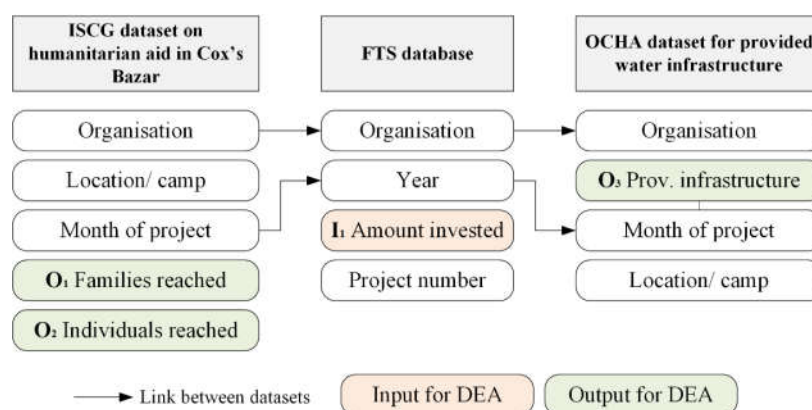 ISCG dataset on
humanitarian aid in Cox's
Bazar
Organisation
Location/ camp
Month of project
O₁ Families reached
O₂ Individuals reached
FTS database
Organisation
Year
I₁ Amount invested
Project number
OCHA dataset for provided
water infrastructure
Organisation
O₃ Prov. infrastructure
Month of project
Location/ camp
Link between datasets
Input for DEA
Output for DEA